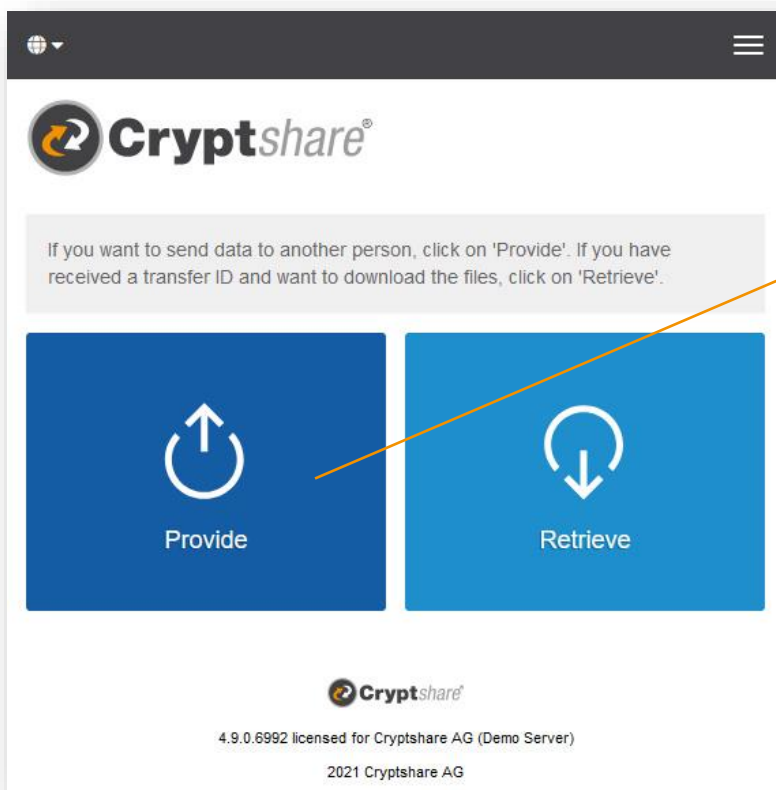 Cryptshare®
If you want to send data to another person, click on 'Provide'. If you have
received a transfer ID and want to download the files, click on 'Retrieve'.
Provide
Retrieve
Cryptshare®
4.9.0.6992 licensed for Cryptshare AG (Demo Server)
2021 Cryptshare AG